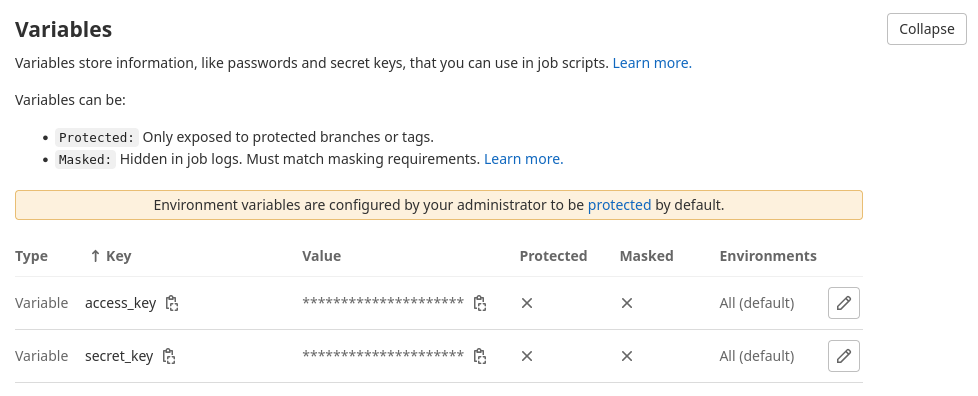 Variables
Collapse
Variables store information, like passwords and secret keys, that you can use in job scripts. Learn more.
Variables can be:
• Protected: Only exposed to protected branches or tags.
• Masked: Hidden in job logs. Must match masking requirements. Learn more.
Environment variables are configured by your administrator to be protected by default.
Type ↑ Key Value Protected Masked Environments
Variable access_key ********************* × × All (default)
Variable secret_key ********************* × × All (default)